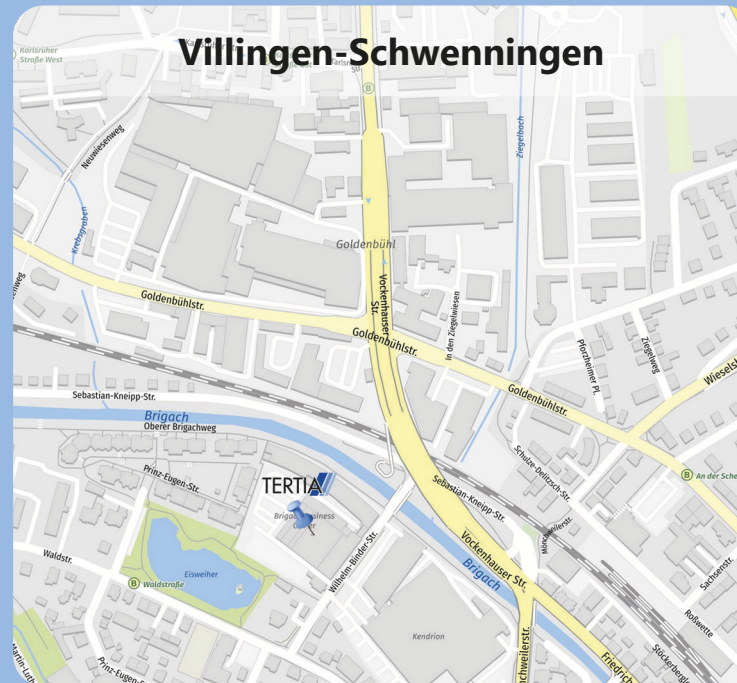 Villingen-Schwenningen
Karlsruher
Straße West
Neuwiesenweg
Krebsgraben
Ziegelbach
Goldenbühl
Goldenbühlstr.
Vockenhauser
Str.
Goldenbühlstr.
In den Ziegelwiesen
Goldenbühlstr.
Pforzheimer Pl.
Ziegelweg
Sebastian-Kneipp-Str.
Brigach
Oberer Brigachweg
Prinz-Eugen-Str.
TERTIA
Sebastian-Kneipp-Str.
Schulze-Delitzsch-Str.
An der Sche
Waldstr.
Eisweiher
Waldstraße
Wilhelm-Binder-Str.
Vockenhauser Str.
Brigach
Mönchweilerstr.
Sachsenstr.
Roßwette
Kendrion
Prinz-Eugen-S
Friedrich